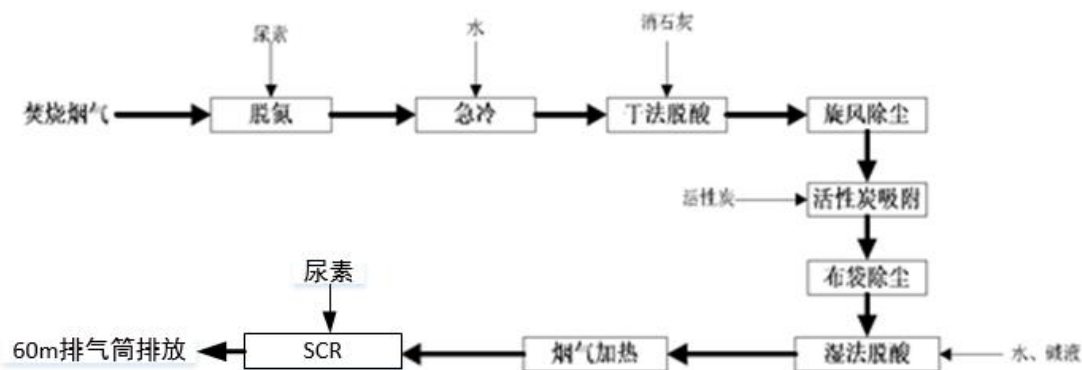 尿素
水
消石灰
焚烧烟气
脱氮
急冷
干法脱酸
旋风除尘
活性炭
活性炭吸附
布袋除尘
尿素
60m排气筒排放
SCR
烟气加热
湿法脱酸
水、碱液